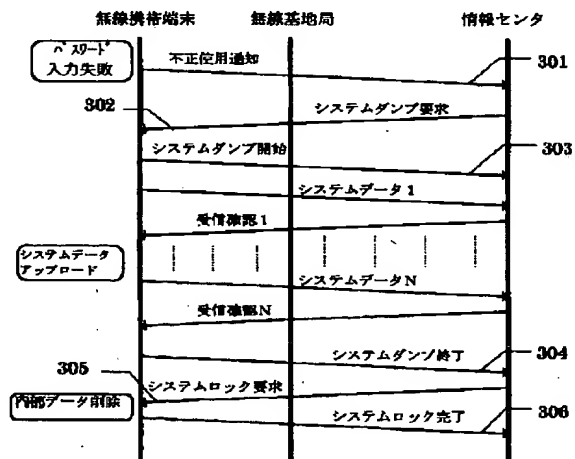 無線携帯端末 無線基地局 情報センタ
パスワード
入力失敗
不正使用通知
301
302
システムダンプ要求
システムダンプ開始
303
システムデータ1
受信確認1
システムデータ
アップロード
システムデータN
受信確認N
システムダンプ終了
304
305
システムロック要求
内部データ削除
システムロック完了
306